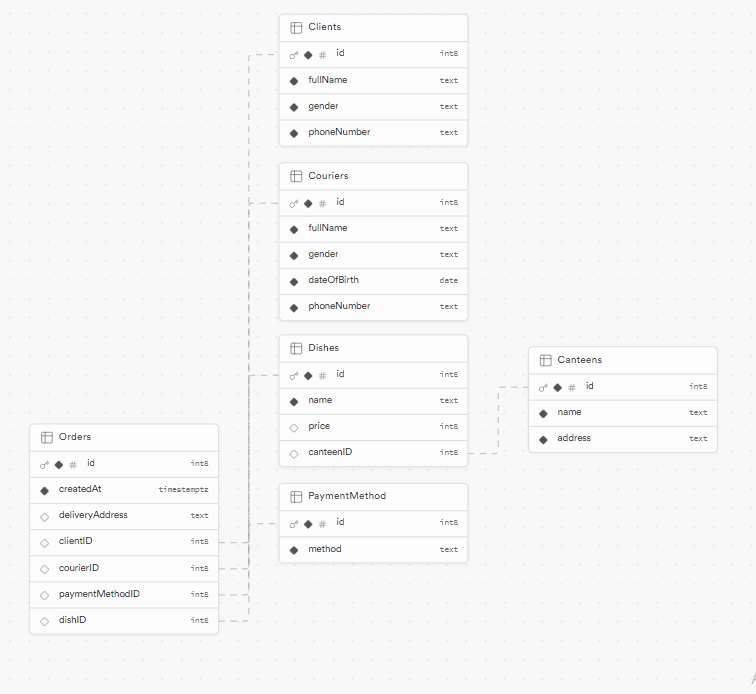 Clients
id int8
fullName text
gender text
phoneNumber text
Couriers
id int8
fullName text
gender text
dateOfBirth date
phoneNumber text
Dishes
id int8
name text
price int8
canteenID int8
Canteens
id int8
name text
address text
Orders
id int8
createdAt timestamptz
deliveryAddress text
clientID int8
courierID int8
paymentMethodID int8
dishID int8
PaymentMethod
id int8
method text